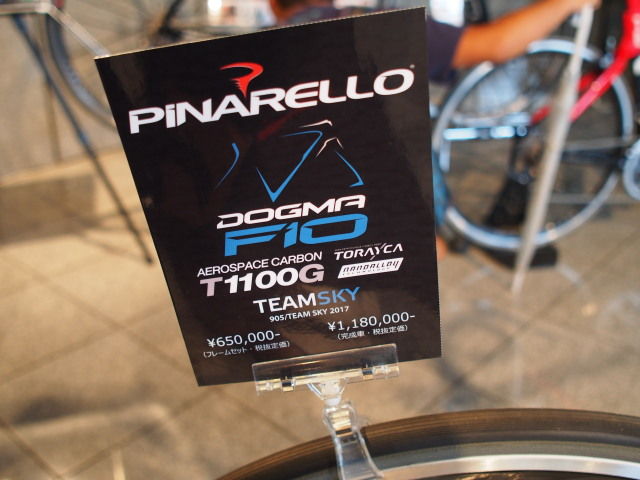 PiNARELLO
DOGMA
F10
AEROSPACE CARBON
T1100G
TORAYCA
NANOALLOY
TEAMSKY
905/TEAM SKY 2017
¥650,000-
(フレームセット・税抜定価)
¥1,180,000-
(完成車・税抜定価)